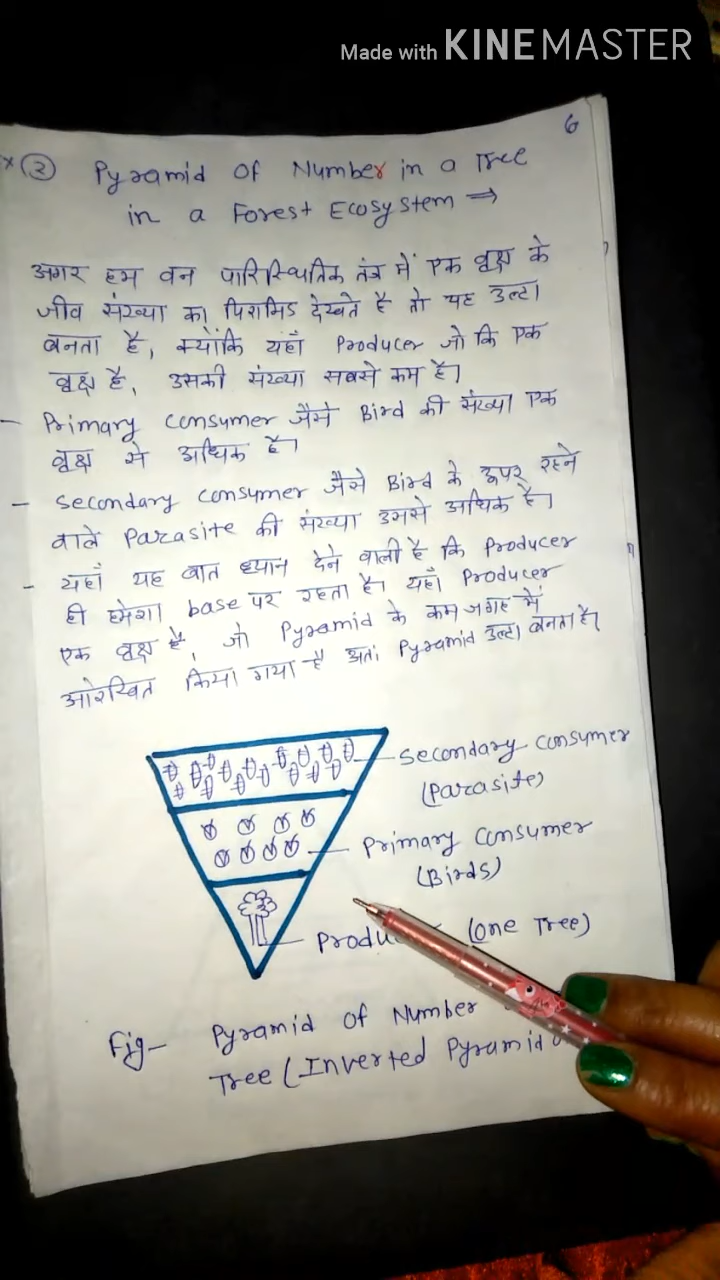 Made with KINEMASTER
6
x ② Pyramid Of Number in a Tree
in a Forest Ecosystem ⇒
अगर हम वन पारिस्थितिक तंत्र में एक वृक्ष के
जीव संख्या का पिरामिड देखते है तो यह उल्टा
बनता है, क्योंकि यहाँ Producer जो कि एक
वृक्ष है, उसकी संख्या सबसे कम है।
- Primary Consumer जैसे Bird की संख्या एक
वृक्ष से अधिक है।
- Secondary Consumer जैसे Bird के ऊपर रहने
वाले Parasite की संख्या उससे अधिक है।
- यहाँ यह बात ध्यान देने वाली है कि Producer
ही हमेशा base पर रहता है। यहाँ Producer
एक वृक्ष है, जो Pyramid के कम जगह में
आरेखित किया गया है अतः Pyramid उल्टा बनता है।
Secondary Consumer
(Parasite)
Primary Consumer
(Birds)
(One Tree)
Fig- Pyramid Of Number
Tree (Inverted Pyramid